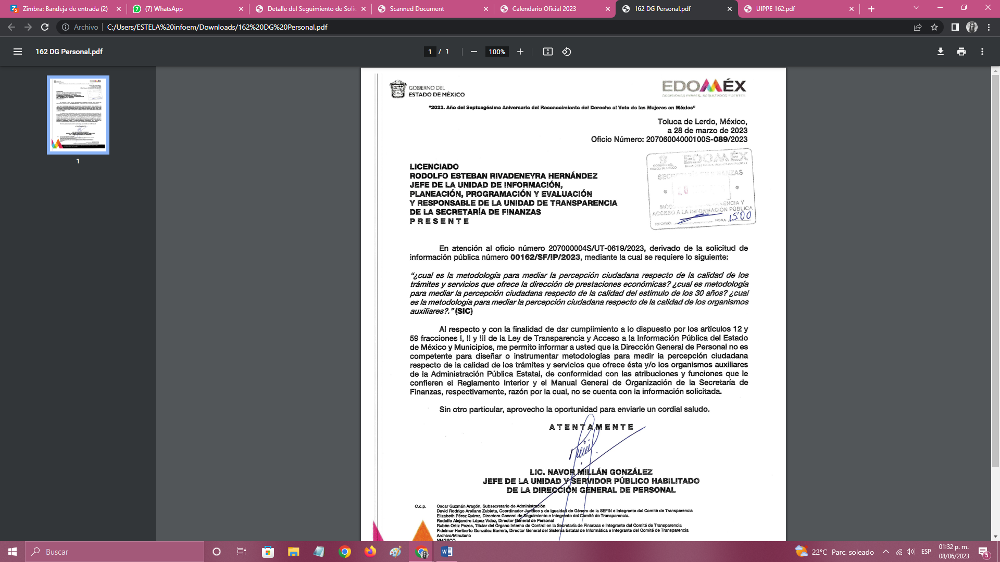 Zimbra: Bandeja de entrada (2)
(7) WhatsApp
Detalle del Seguimiento de Solic
Scanned Document
Calendario Oficial 2023
162 DG Personal.pdf
UIPPE 162.pdf
Archivo
C:/Users/ESTELA%20infoem/Downloads/162%20DG%20Personal.pdf
162 DG Personal.pdf
1 / 1
100%
1
GOBIERNO DEL
ESTADO DE MÉXICO
EDOMÉX
DECISIONES FIRMES, RESULTADOS FUERTES
“2023. Año del Septuagésimo Aniversario del Reconocimiento del Derecho al Voto de las Mujeres en México”
Toluca de Lerdo, México,
a 28 de marzo de 2023
Oficio Número: 20706004000100S-089/2023
EDOMÉX
SECRETARÍA DE FINANZAS
ACCESO A LA INFORMACIÓN PÚBLICA
HORA 15:00
LICENCIADO
RODOLFO ESTEBAN RIVADENEYRA HERNÁNDEZ
JEFE DE LA UNIDAD DE INFORMACIÓN,
PLANEACIÓN, PROGRAMACIÓN Y EVALUACIÓN
Y RESPONSABLE DE LA UNIDAD DE TRANSPARENCIA
DE LA SECRETARÍA DE FINANZAS
P R E S E N T E
En atención al oficio número 207000004S/UT-0619/2023, derivado de la solicitud de
información pública número 00162/SF/IP/2023, mediante la cual se requiere lo siguiente:
“¿cual es la metodología para mediar la percepción ciudadana respecto de la calidad de los
trámites y servicios que ofrece la dirección de prestaciones económicas? ¿cual es metodología
para mediar la percepción ciudadana respecto de la calidad del estimulo de los 30 años? ¿cual
es la metodología para mediar la percepción ciudadana respecto de la calidad de los organismos
auxiliares?.” (SIC)
Al respecto y con la finalidad de dar cumplimiento a lo dispuesto por los artículos 12 y
59 fracciones I, II y III de la Ley de Transparencia y Acceso a la Información Pública del Estado
de México y Municipios, me permito informar a usted que la Dirección General de Personal no es
competente para diseñar o instrumentar metodologías para medir la percepción ciudadana
respecto de la calidad de los trámites y servicios que ofrece ésta y/o los organismos auxiliares
de la Administración Pública Estatal, de conformidad con las atribuciones y funciones que le
confieren el Reglamento Interior y el Manual General de Organización de la Secretaría de
Finanzas, respectivamente, razón por la cual, no se cuenta con la información solicitada.
Sin otro particular, aprovecho la oportunidad para enviarle un cordial saludo.
A T E N T A M E N T E
LIC. NAVOR MILLÁN GONZÁLEZ
JEFE DE LA UNIDAD Y SERVIDOR PÚBLICO HABILITADO
DE LA DIRECCIÓN GENERAL DE PERSONAL
C.c.p. Oscar Guzmán Aragón, Subsecretario de Administración
David Rodrigo Arellano Zubieta, Coordinador Jurídico y de Igualdad de Género de la SEFIN e Integrante del Comité de Transparencia
Elizabeth Pérez Quiroz, Directora General de Seguimiento e Integrante del Comité de Transparencia.
Rodolfo Alejandro López Videz, Director General de Personal
Rubén Ortiz Pozos, Titular del Órgano Interno de Control en la Secretaría de Finanzas e Integrante del Comité de Transparencia
Fidelmar Heriberto González Barrera, Director General del Sistema Estatal de Informática e Integrante del Comité de Transparencia
Archivo/Minutario
NMG/ICO
Buscar
22°C Parc. soleado
ESP
01:32 p. m.
08/06/2023
5